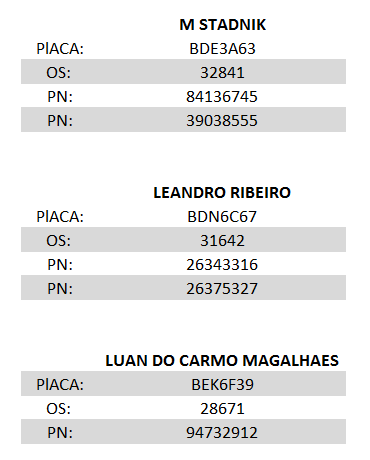 M STADNIK
PlACA: BDE3A63
OS: 32841
PN: 84136745
PN: 39038555
LEANDRO RIBEIRO
PlACA: BDN6C67
OS: 31642
PN: 26343316
PN: 26375327
LUAN DO CARMO MAGALHAES
PlACA: BEK6F39
OS: 28671
PN: 94732912